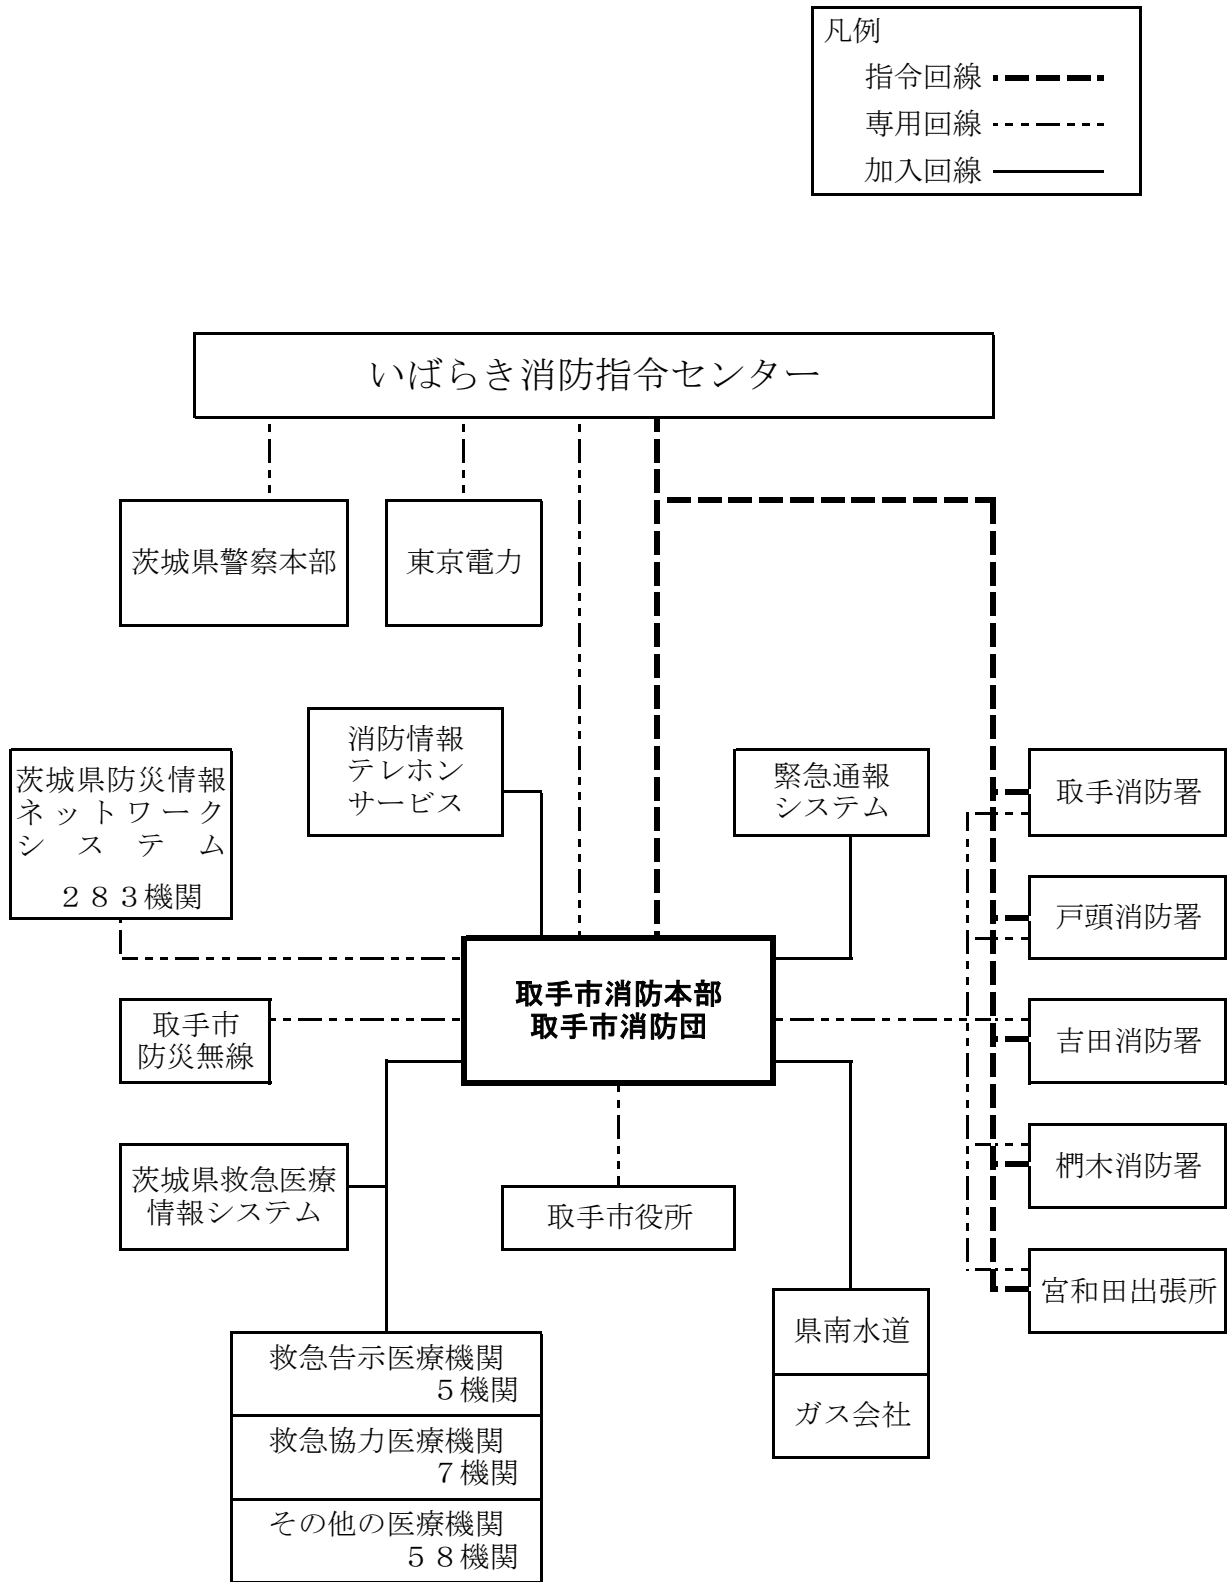 凡例
指令回線
専用回線
加入回線
いばらき消防指令センター
茨城県警察本部
東京電力
消防情報
テレホン
サービス
緊急通報
システム
茨城県防災情報
ネットワーク
システム
２８３機関
取手消防署
戸頭消防署
取手市消防本部
取手市消防団
取手市
防災無線
吉田消防署
椚木消防署
茨城県救急医療
情報システム
取手市役所
宮和田出張所
県南水道
ガス会社
救急告示医療機関
５機関
救急協力医療機関
７機関
その他の医療機関
５８機関